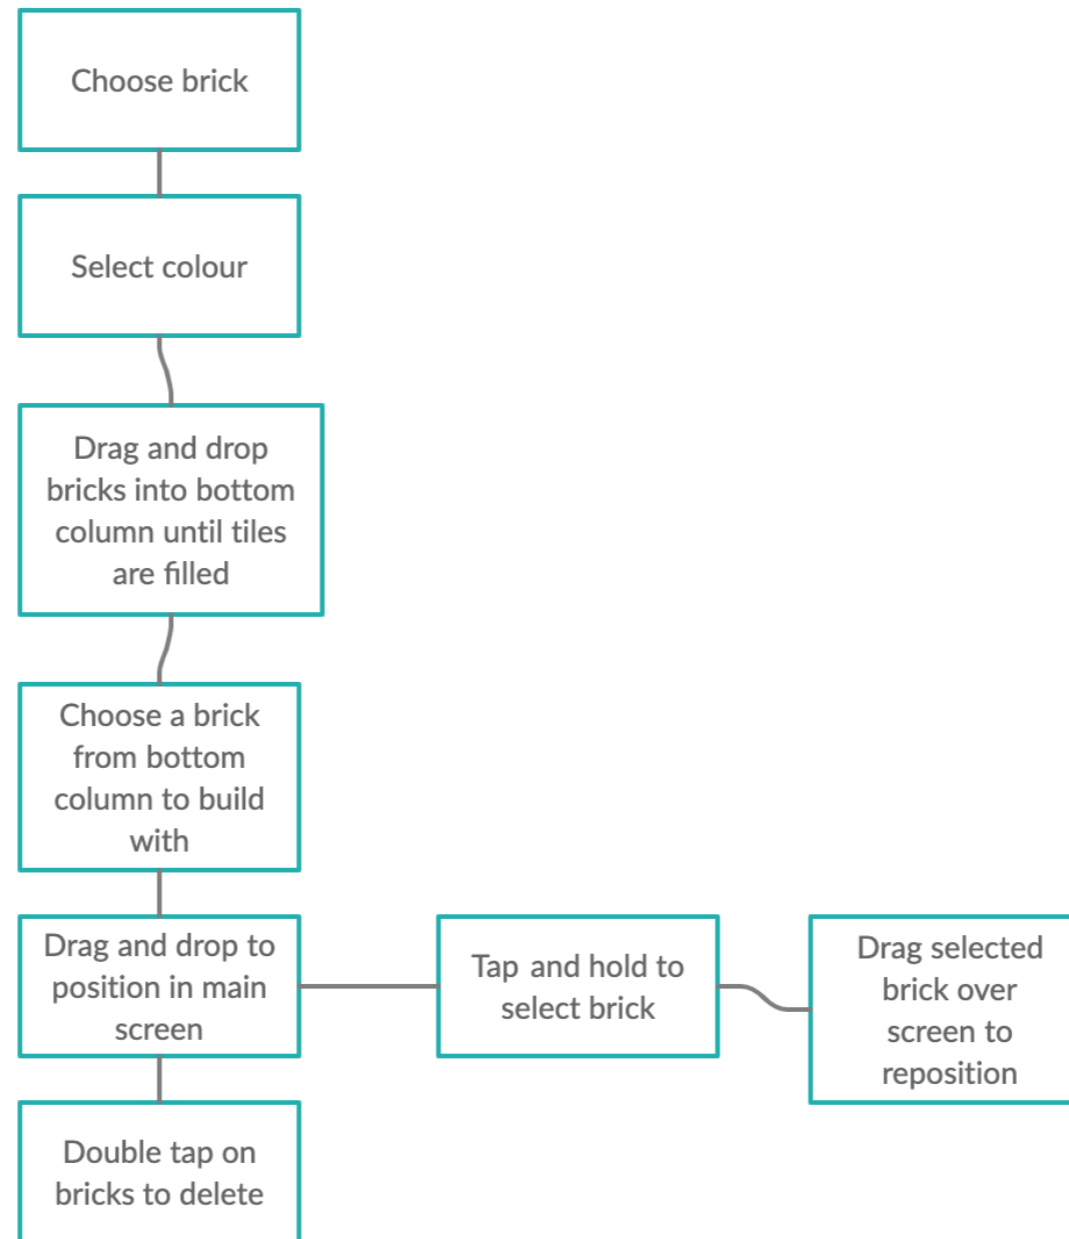 Choose brick
Select colour
Drag and drop
bricks into bottom
column until tiles
are filled
Choose a brick
from bottom
column to build
with
Drag and drop to
position in main
screen
Tap and hold to
select brick
Drag selected
brick over
screen to
reposition
Double tap on
bricks to delete